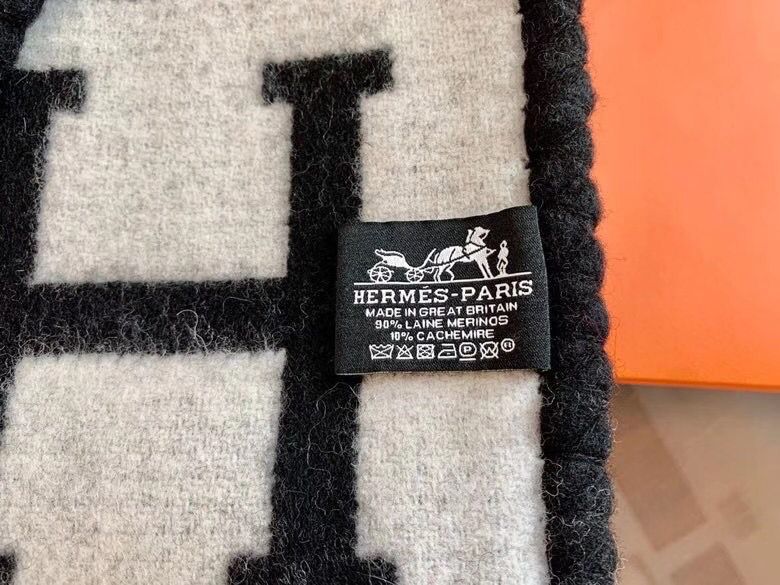 HERMÈS-PARIS
MADE IN GREAT BRITAIN
90% LAINE MERINOS
10% CACHEMIRE
P ®